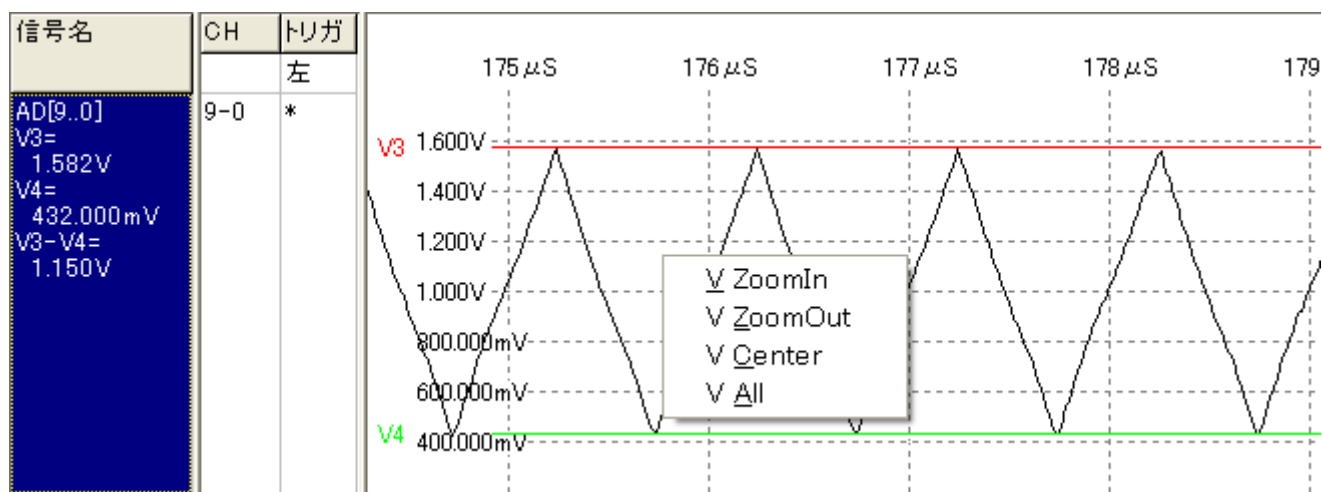 信号名 CH トリガ
左
AD[9..0] 9-0 *
V3=
1.582V
V4=
432.000mV
V3-V4=
1.150V
175μS 176μS 177μS 178μS 179
V3 1.600V
1.400V
1.200V
1.000V
800.000mV
600.000mV
V4 400.000mV
V ZoomIn
V ZoomOut
V Center
V All